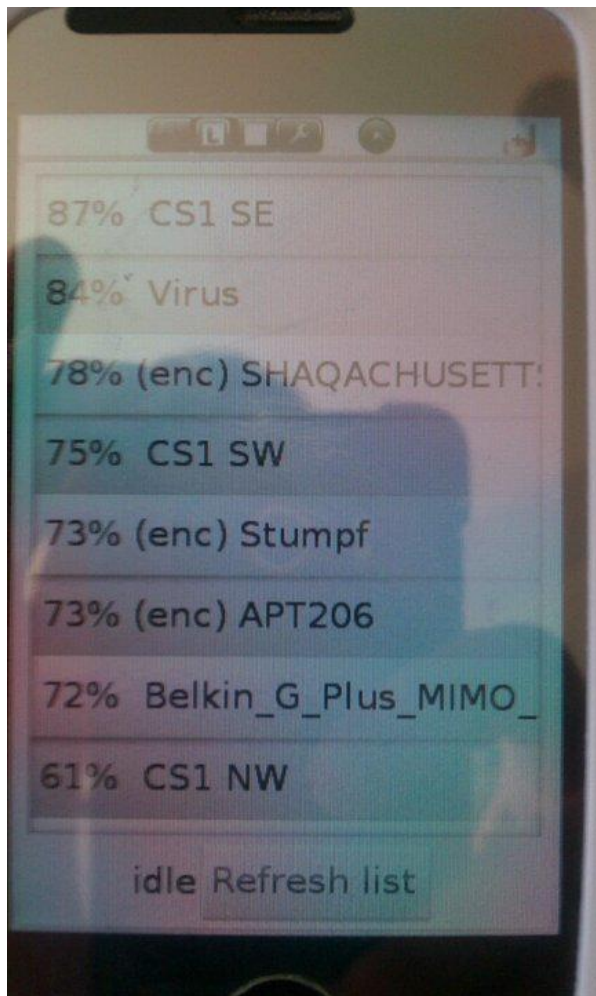 L
87% CS1 SE
84% Virus
78% (enc) SHAQACHUSETTS
75% CS1 SW
73% (enc) Stumpf
73% (enc) APT206
72% Belkin_G_Plus_MIMO_
61% CS1 NW
idle Refresh list